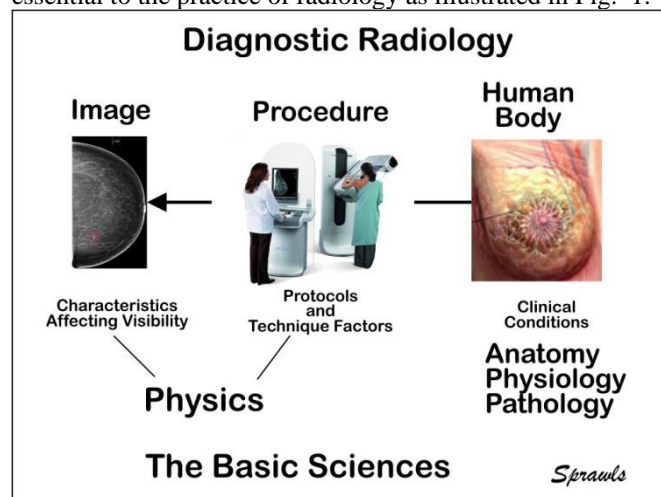 essential to the practice of radiology as illustrated in Fig. 1.
Diagnostic Radiology
Image
Procedure
Human
Body
Characteristics
Affecting Visibility
Protocols
and
Technique Factors
Clinical
Conditions
Physics
Anatomy
Physiology
Pathology
The Basic Sciences
Sprawls